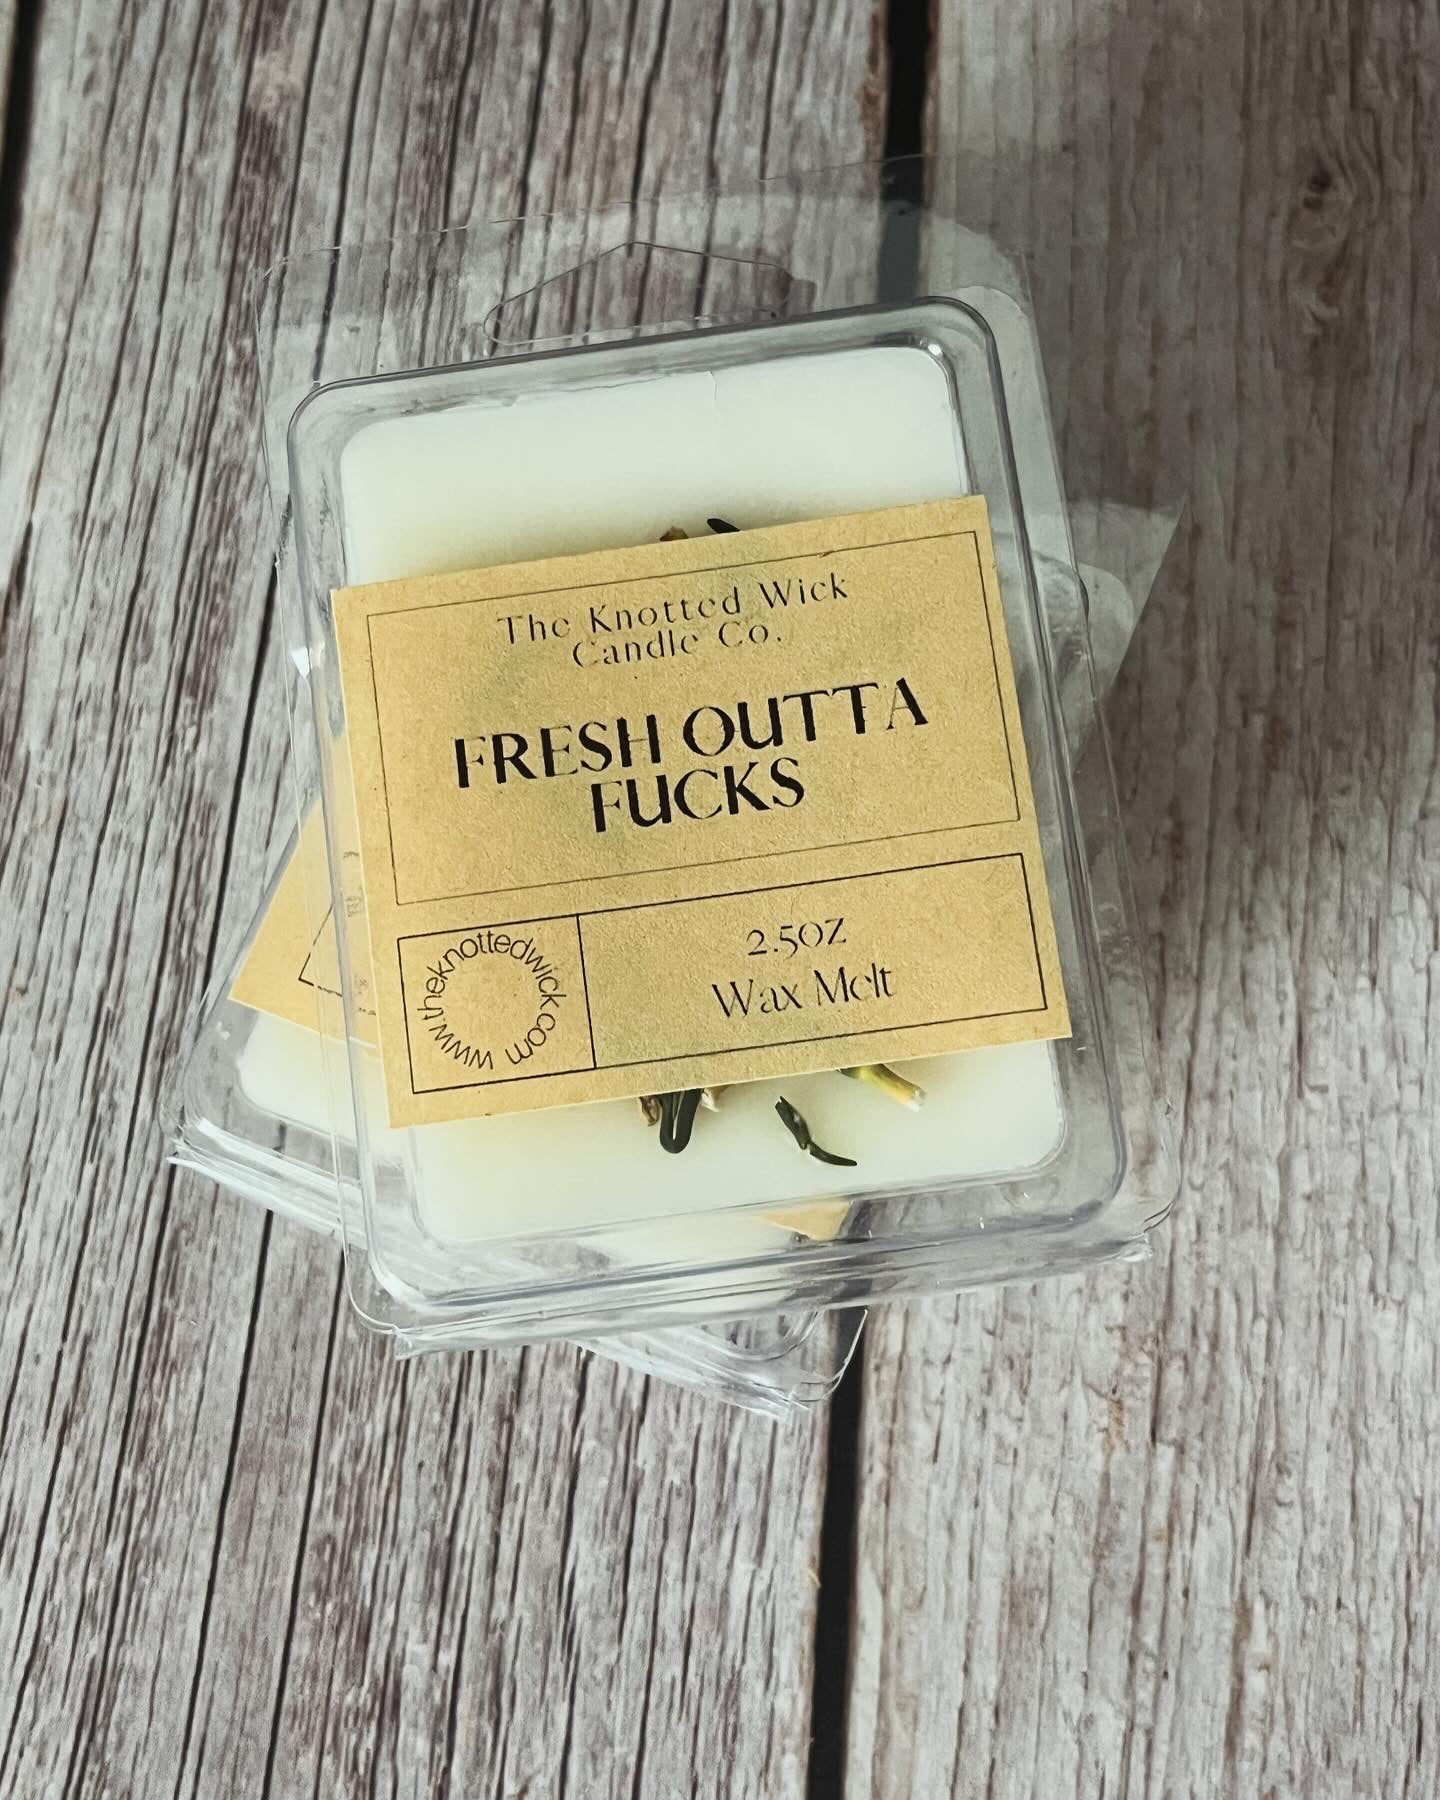 The Knotted Wick
Candle Co.
FRESH OUTTA
FUCKS
www.theknottedwick.com
2.5oz
Wax Melt